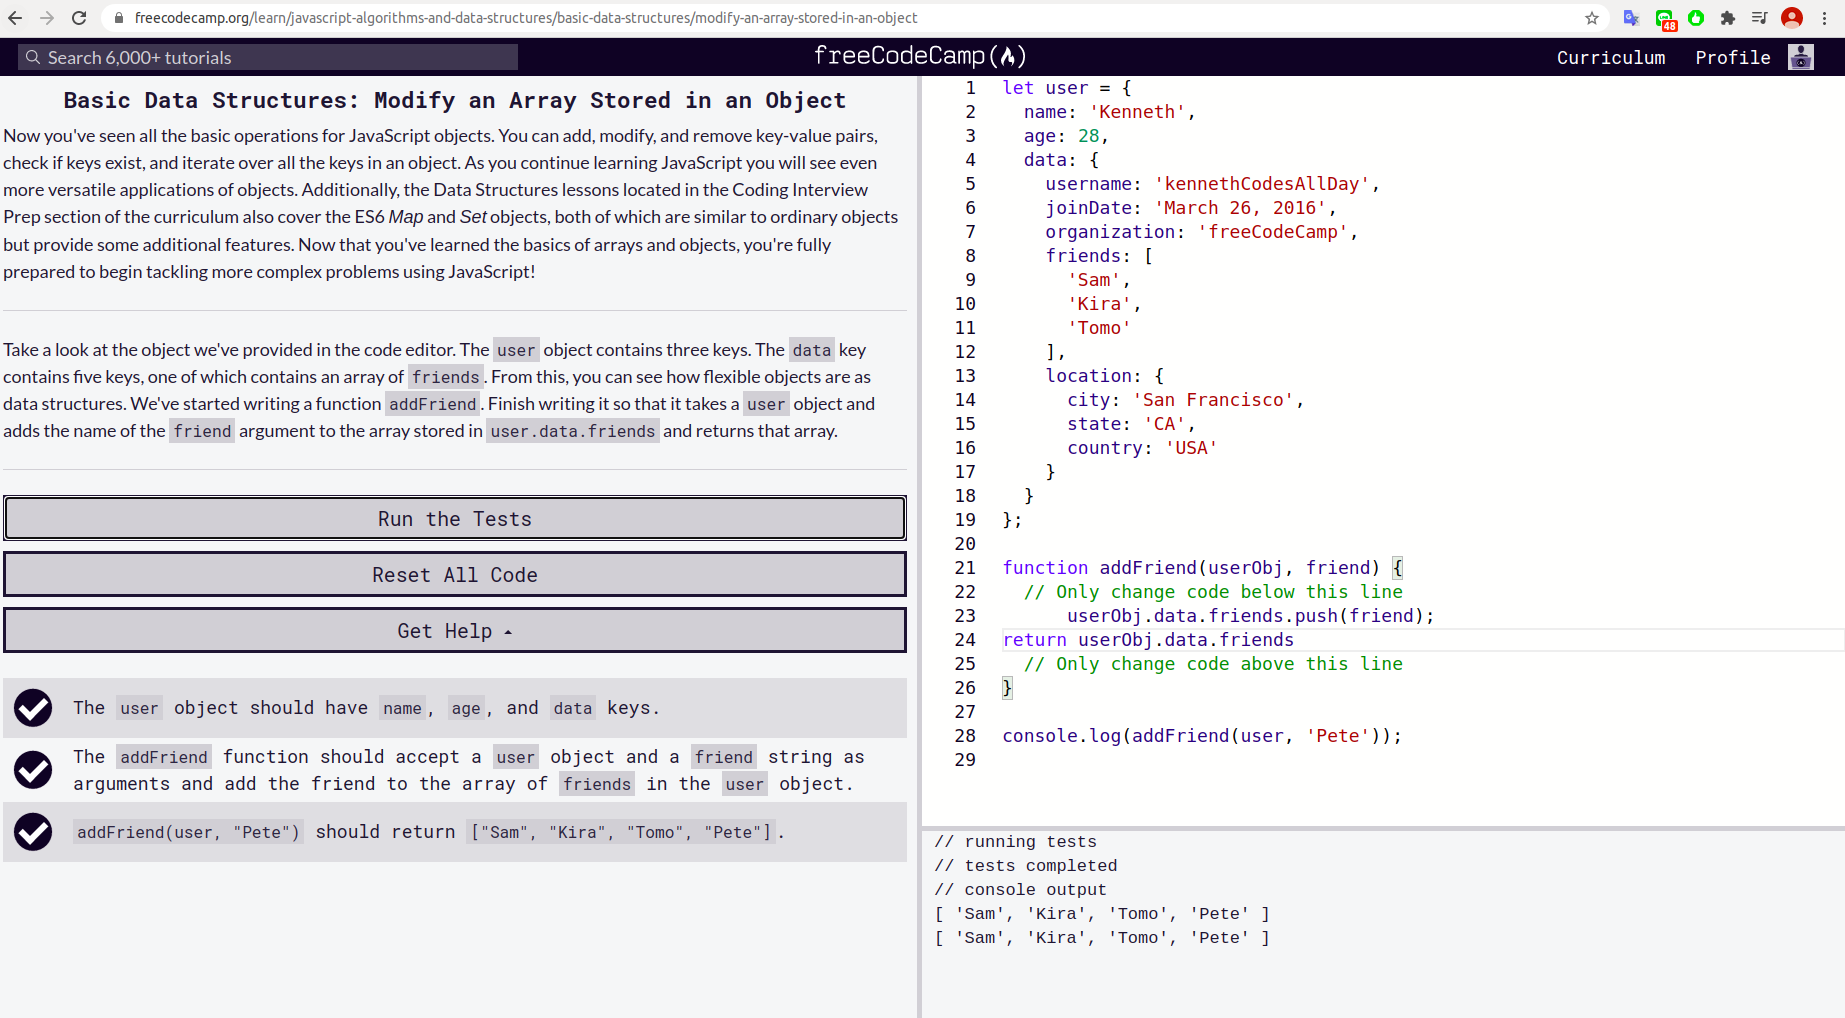 freecodecamp.org/learn/javascript-algorithms-and-data-structures/basic-data-structures/modify-an-array-stored-in-an-object
48
Search 6,000+ tutorials
freeCodeCamp
Curriculum
Profile
Basic Data Structures: Modify an Array Stored in an Object
Now you've seen all the basic operations for JavaScript objects. You can add, modify, and remove key-value pairs,
check if keys exist, and iterate over all the keys in an object. As you continue learning JavaScript you will see even
more versatile applications of objects. Additionally, the Data Structures lessons located in the Coding Interview
Prep section of the curriculum also cover the ES6 Map and Set objects, both of which are similar to ordinary objects
but provide some additional features. Now that you've learned the basics of arrays and objects, you're fully
prepared to begin tackling more complex problems using JavaScript!
Take a look at the object we've provided in the code editor. The user object contains three keys. The data key
contains five keys, one of which contains an array of friends. From this, you can see how flexible objects are as
data structures. We've started writing a function addFriend. Finish writing it so that it takes a user object and
adds the name of the friend argument to the array stored in user.data.friends and returns that array.
Run the Tests
Reset All Code
Get Help
The user object should have name, age, and data keys.
The addFriend function should accept a user object and a friend string as
arguments and add the friend to the array of friends in the user object.
addFriend(user, "Pete") should return ["Sam", "Kira", "Tomo", "Pete"].
1 let user = {
2   name: 'Kenneth',
3   age: 28,
4   data: {
5     username: 'kennethCodesAllDay',
6     joinDate: 'March 26, 2016',
7     organization: 'freeCodeCamp',
8     friends: [
9       'Sam',
10       'Kira',
11       'Tomo'
12     ],
13     location: {
14       city: 'San Francisco',
15       state: 'CA',
16       country: 'USA'
17     }
18   }
19 };
20
21 function addFriend(userObj, friend) {
22   // Only change code below this line
23       userObj.data.friends.push(friend);
24 return userObj.data.friends
25   // Only change code above this line
26 }
27
28 console.log(addFriend(user, 'Pete'));
29
// running tests
// tests completed
// console output
[ 'Sam', 'Kira', 'Tomo', 'Pete' ]
[ 'Sam', 'Kira', 'Tomo', 'Pete' ]